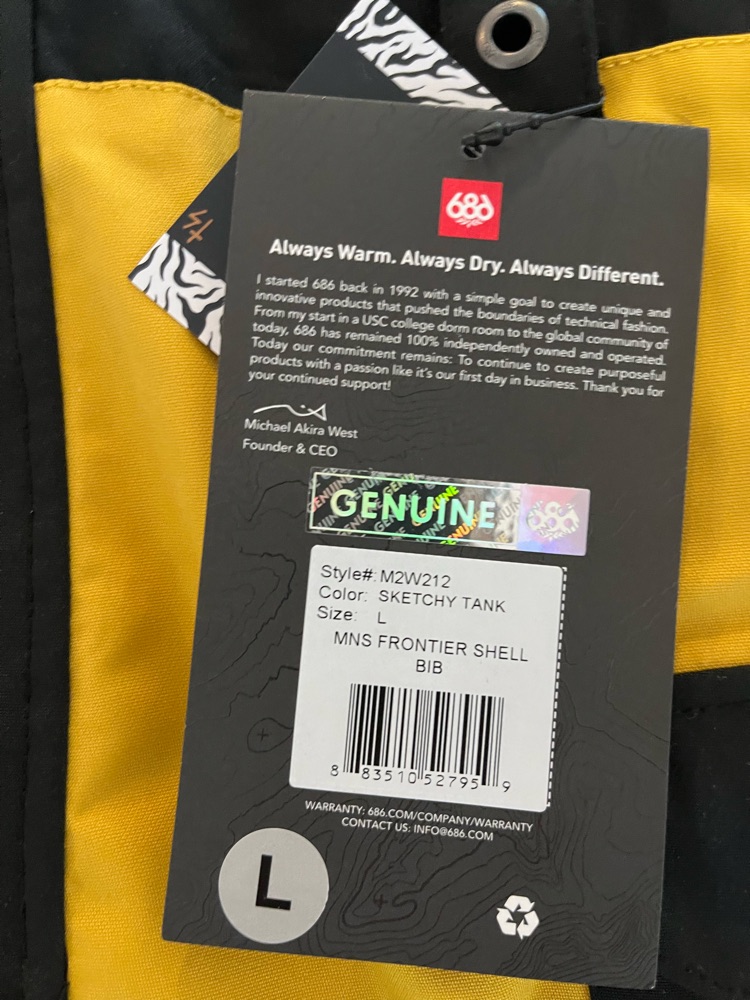 686
Always Warm. Always Dry. Always Different.
I started 686 back in 1992 with a simple goal to create unique and
innovative products that pushed the boundaries of technical fashion.
From my start in a USC college dorm room to the global community of
today, 686 has remained 100% independently owned and operated.
Today our commitment remains: To continue to create purposeful
products with a passion like it's our first day in business. Thank you for
your continued support!
Michael Akira West
Founder & CEO
GENUINE 686
Style#: M2W212
Color: SKETCHY TANK
Size: L
MNS FRONTIER SHELL
BIB
8 83510 52795 9
WARRANTY: 686.COM/COMPANY/WARRANTY
CONTACT US: INFO@686.COM
L